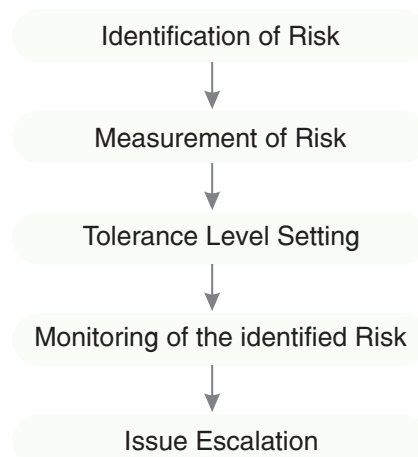 Identification of Risk
Measurement of Risk
Tolerance Level Setting
Monitoring of the identified Risk
Issue Escalation